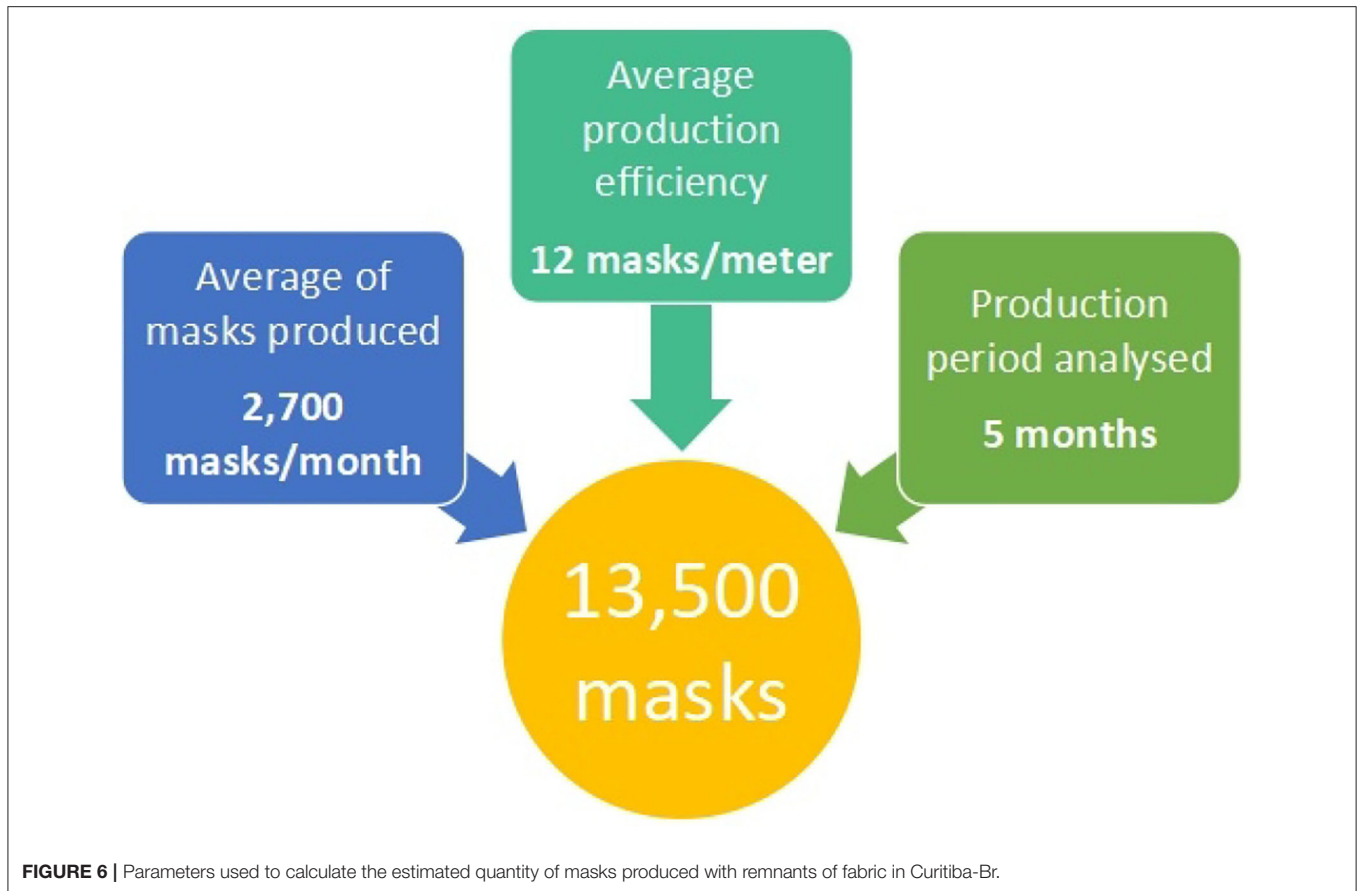 Average
production
efficiency
12 masks/meter
Average of
masks produced
2,700
masks/month
Production
period analysed
5 months
13,500
masks
FIGURE 6 | Parameters used to calculate the estimated quantity of masks produced with remnants of fabric in Curitiba-Br.